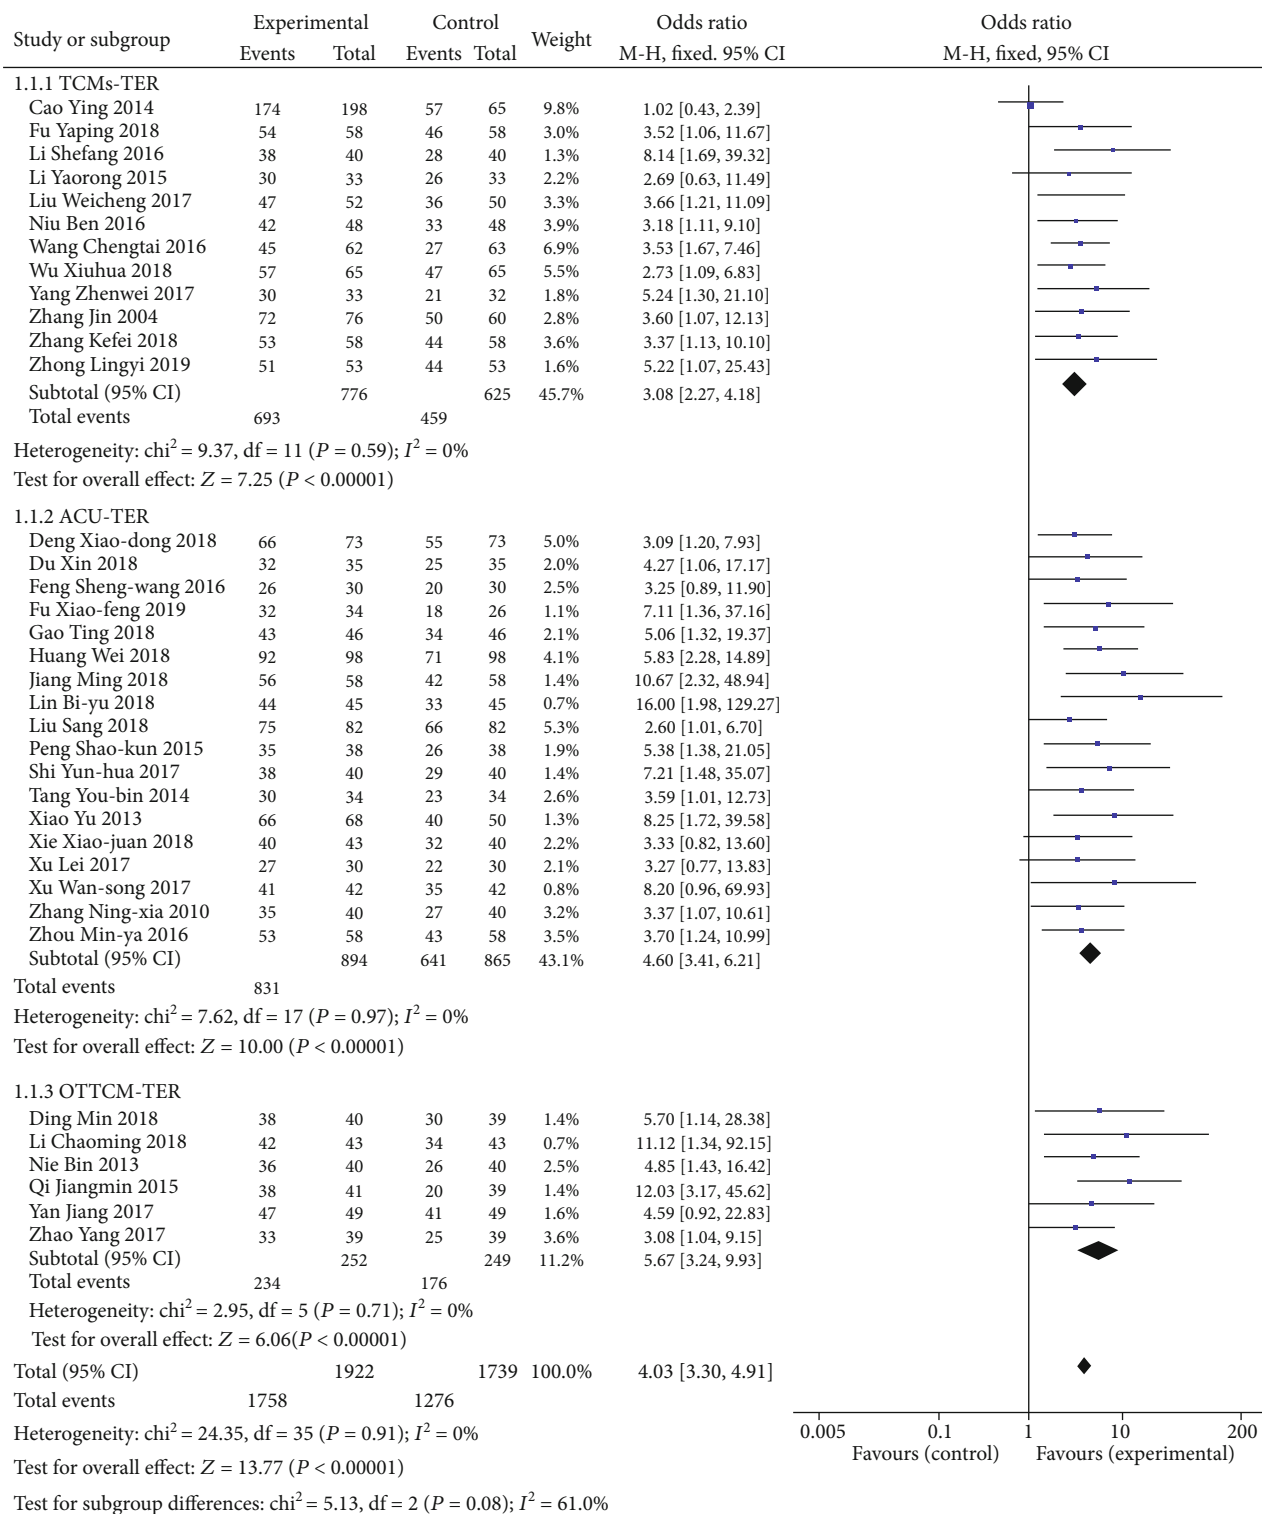 Study or subgroup Experimental Control Weight Odds ratio Odds ratio
Events Total Events Total M-H, fixed. 95% CI M-H, fixed, 95% CI
1.1.1 TCMs-TER
Cao Ying 2014 174 198 57 65 9.8% 1.02 [0.43, 2.39]
Fu Yaping 2018 54 58 46 58 3.0% 3.52 [1.06, 11.67]
Li Shefang 2016 38 40 28 40 1.3% 8.14 [1.69, 39.32]
Li Yaorong 2015 30 33 26 33 2.2% 2.69 [0.63, 11.49]
Liu Weicheng 2017 47 52 36 50 3.3% 3.66 [1.21, 11.09]
Niu Ben 2016 42 48 33 48 3.9% 3.18 [1.11, 9.10]
Wang Chengtai 2016 45 62 27 63 6.9% 3.53 [1.67, 7.46]
Wu Xiuhua 2018 57 65 47 65 5.5% 2.73 [1.09, 6.83]
Yang Zhenwei 2017 30 33 21 32 1.8% 5.24 [1.30, 21.10]
Zhang Jin 2004 72 76 50 60 2.8% 3.60 [1.07, 12.13]
Zhang Kefei 2018 53 58 44 58 3.6% 3.37 [1.13, 10.10]
Zhong Lingyi 2019 51 53 44 53 1.6% 5.22 [1.07, 25.43]
Subtotal (95% CI) 776 625 45.7% 3.08 [2.27, 4.18]
Total events 693 459
Heterogeneity: chi² = 9.37, df = 11 (P = 0.59); I² = 0%
Test for overall effect: Z = 7.25 (P < 0.00001)
1.1.2 ACU-TER
Deng Xiao-dong 2018 66 73 55 73 5.0% 3.09 [1.20, 7.93]
Du Xin 2018 32 35 25 35 2.0% 4.27 [1.06, 17.17]
Feng Sheng-wang 2016 26 30 20 30 2.5% 3.25 [0.89, 11.90]
Fu Xiao-feng 2019 32 34 18 26 1.1% 7.11 [1.36, 37.16]
Gao Ting 2018 43 46 34 46 2.1% 5.06 [1.32, 19.37]
Huang Wei 2018 92 98 71 98 4.1% 5.83 [2.28, 14.89]
Jiang Ming 2018 56 58 42 58 1.4% 10.67 [2.32, 48.94]
Lin Bi-yu 2018 44 45 33 45 0.7% 16.00 [1.98, 129.27]
Liu Sang 2018 75 82 66 82 5.3% 2.60 [1.01, 6.70]
Peng Shao-kun 2015 35 38 26 38 1.9% 5.38 [1.38, 21.05]
Shi Yun-hua 2017 38 40 29 40 1.4% 7.21 [1.48, 35.07]
Tang You-bin 2014 30 34 23 34 2.6% 3.59 [1.01, 12.73]
Xiao Yu 2013 66 68 40 50 1.3% 8.25 [1.72, 39.58]
Xie Xiao-juan 2018 40 43 32 40 2.2% 3.33 [0.82, 13.60]
Xu Lei 2017 27 30 22 30 2.1% 3.27 [0.77, 13.83]
Xu Wan-song 2017 41 42 35 42 0.8% 8.20 [0.96, 69.93]
Zhang Ning-xia 2010 35 40 27 40 3.2% 3.37 [1.07, 10.61]
Zhou Min-ya 2016 53 58 43 58 3.5% 3.70 [1.24, 10.99]
Subtotal (95% CI) 894 641 865 43.1% 4.60 [3.41, 6.21]
Total events 831
Heterogeneity: chi² = 7.62, df = 17 (P = 0.97); I² = 0%
Test for overall effect: Z = 10.00 (P < 0.00001)
1.1.3 OTTCM-TER
Ding Min 2018 38 40 30 39 1.4% 5.70 [1.14, 28.38]
Li Chaoming 2018 42 43 34 43 0.7% 11.12 [1.34, 92.15]
Nie Bin 2013 36 40 26 40 2.5% 4.85 [1.43, 16.42]
Qi Jiangmin 2015 38 41 20 39 1.4% 12.03 [3.17, 45.62]
Yan Jiang 2017 47 49 41 49 1.6% 4.59 [0.92, 22.83]
Zhao Yang 2017 33 39 25 39 3.6% 3.08 [1.04, 9.15]
Subtotal (95% CI) 252 249 11.2% 5.67 [3.24, 9.93]
Total events 234 176
Heterogeneity: chi² = 2.95, df = 5 (P = 0.71); I² = 0%
Test for overall effect: Z = 6.06(P < 0.00001)
Total (95% CI) 1922 1739 100.0% 4.03 [3.30, 4.91]
Total events 1758 1276
Heterogeneity: chi² = 24.35, df = 35 (P = 0.91); I² = 0%
Test for overall effect: Z = 13.77 (P < 0.00001)
Test for subgroup differences: chi² = 5.13, df = 2 (P = 0.08); I² = 61.0%
0.005 0.1 1 10 200
Favours (control) Favours (experimental)